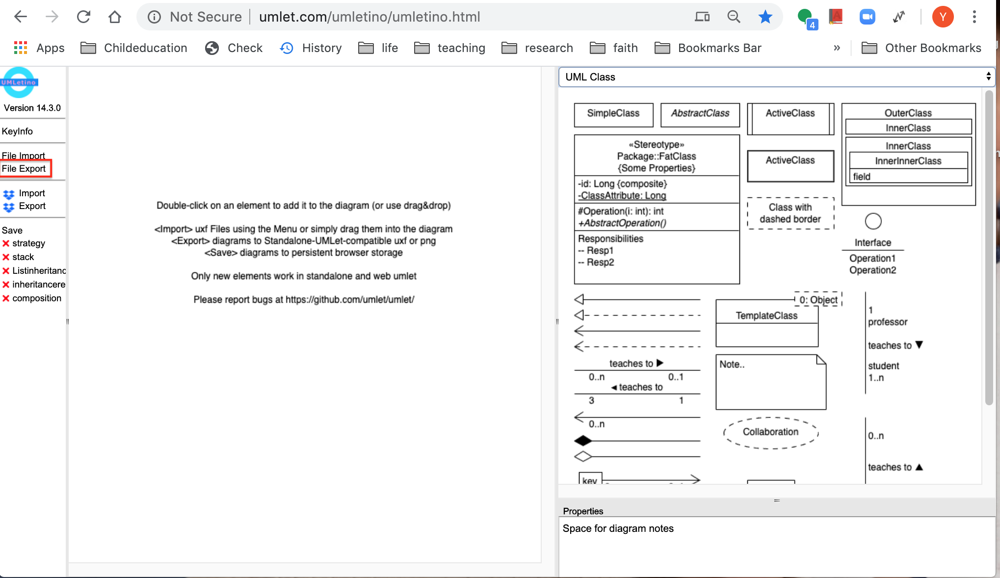 Not Secure | umlet.com/umletino/umletino.html
4
Y
Apps Childeducation Check History life teaching research faith Bookmarks Bar » Other Bookmarks
UMLetino
Version 14.3.0
KeyInfo
File Import
File Export
Import
Export
Save
strategy
stack
Listinheritanc
inheritancere
composition
Double-click on an element to add it to the diagram (or use drag&drop)
<Import> uxf Files using the Menu or simply drag them into the diagram
<Export> diagrams to Standalone-UMLet-compatible uxf or png
<Save> diagrams to persistent browser storage
Only new elements work in standalone and web umlet
Please report bugs at https://github.com/umlet/umlet/
UML Class
SimpleClass
AbstractClass
ActiveClass
OuterClass
InnerClass
InnerClass
InnerInnerClass
field
«Stereotype»
Package::FatClass
{Some Properties}
-id: Long {composite}
-ClassAttribute: Long
#Operation(i: int): int
+AbstractOperation()
Responsibilities
-- Resp1
-- Resp2
ActiveClass
Class with
dashed border
Interface
Operation1
Operation2
0: Object
TemplateClass
1
professor
teaches to ▼
student
1..n
teaches to ►
0..n 0..1
◄ teaches to
3 1
0..n
Note..
Collaboration
0..n
teaches to ▲
key
Properties
Space for diagram notes